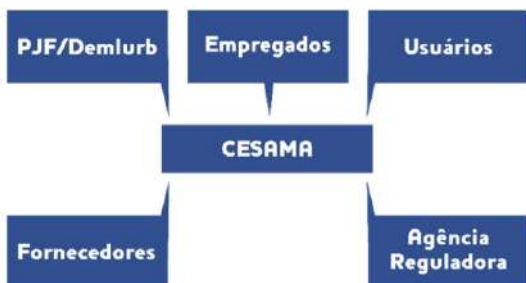 PJF/Demlurb
Empregados
Usuários
CESAMA
Fornecedores
Agência
Reguladora